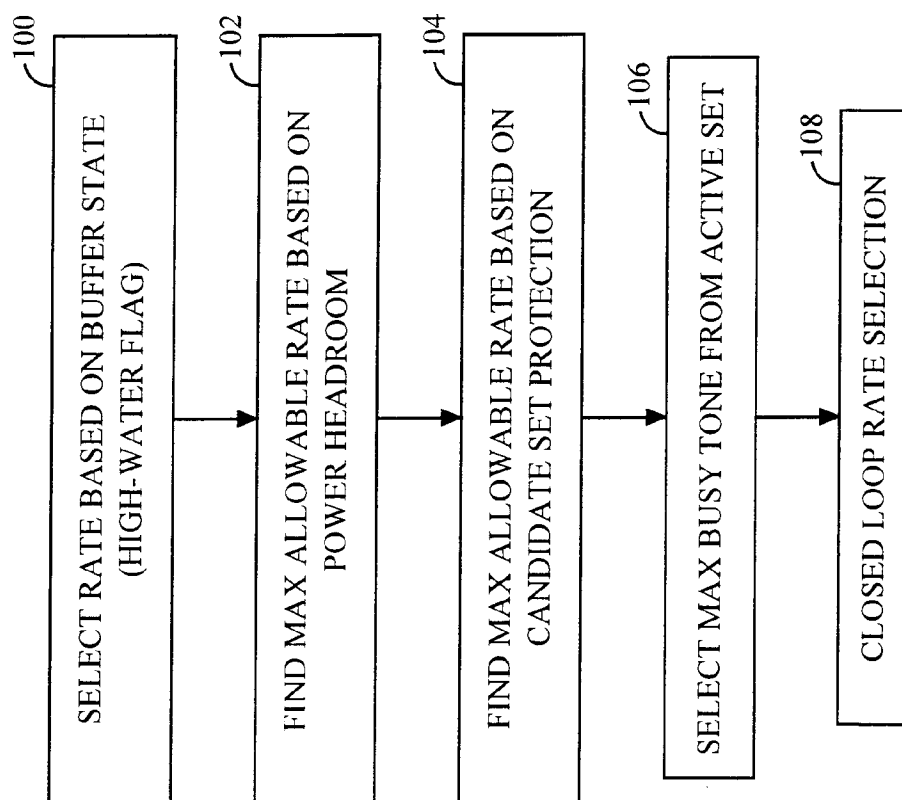 100
SELECT RATE BASED ON BUFFER STATE
(HIGH-WATER FLAG)
102
FIND MAX ALLOWABLE RATE BASED ON
POWER HEADROOM
104
FIND MAX ALLOWABLE RATE BASED ON
CANDIDATE SET PROTECTION
106
SELECT MAX BUSY TONE FROM ACTIVE SET
108
CLOSED LOOP RATE SELECTION